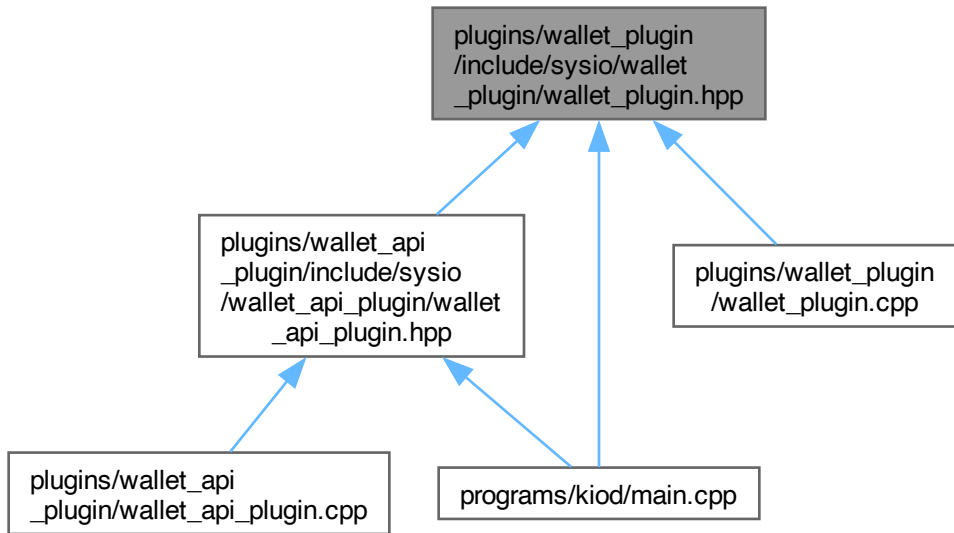 plugins/wallet_plugin
/include/sysio/wallet
_plugin/wallet_plugin.hpp
plugins/wallet_api
_plugin/include/sysio
/wallet_api_plugin/wallet
_api_plugin.hpp
plugins/wallet_plugin
/wallet_plugin.cpp
plugins/wallet_api
_plugin/wallet_api_plugin.cpp
programs/kiod/main.cpp